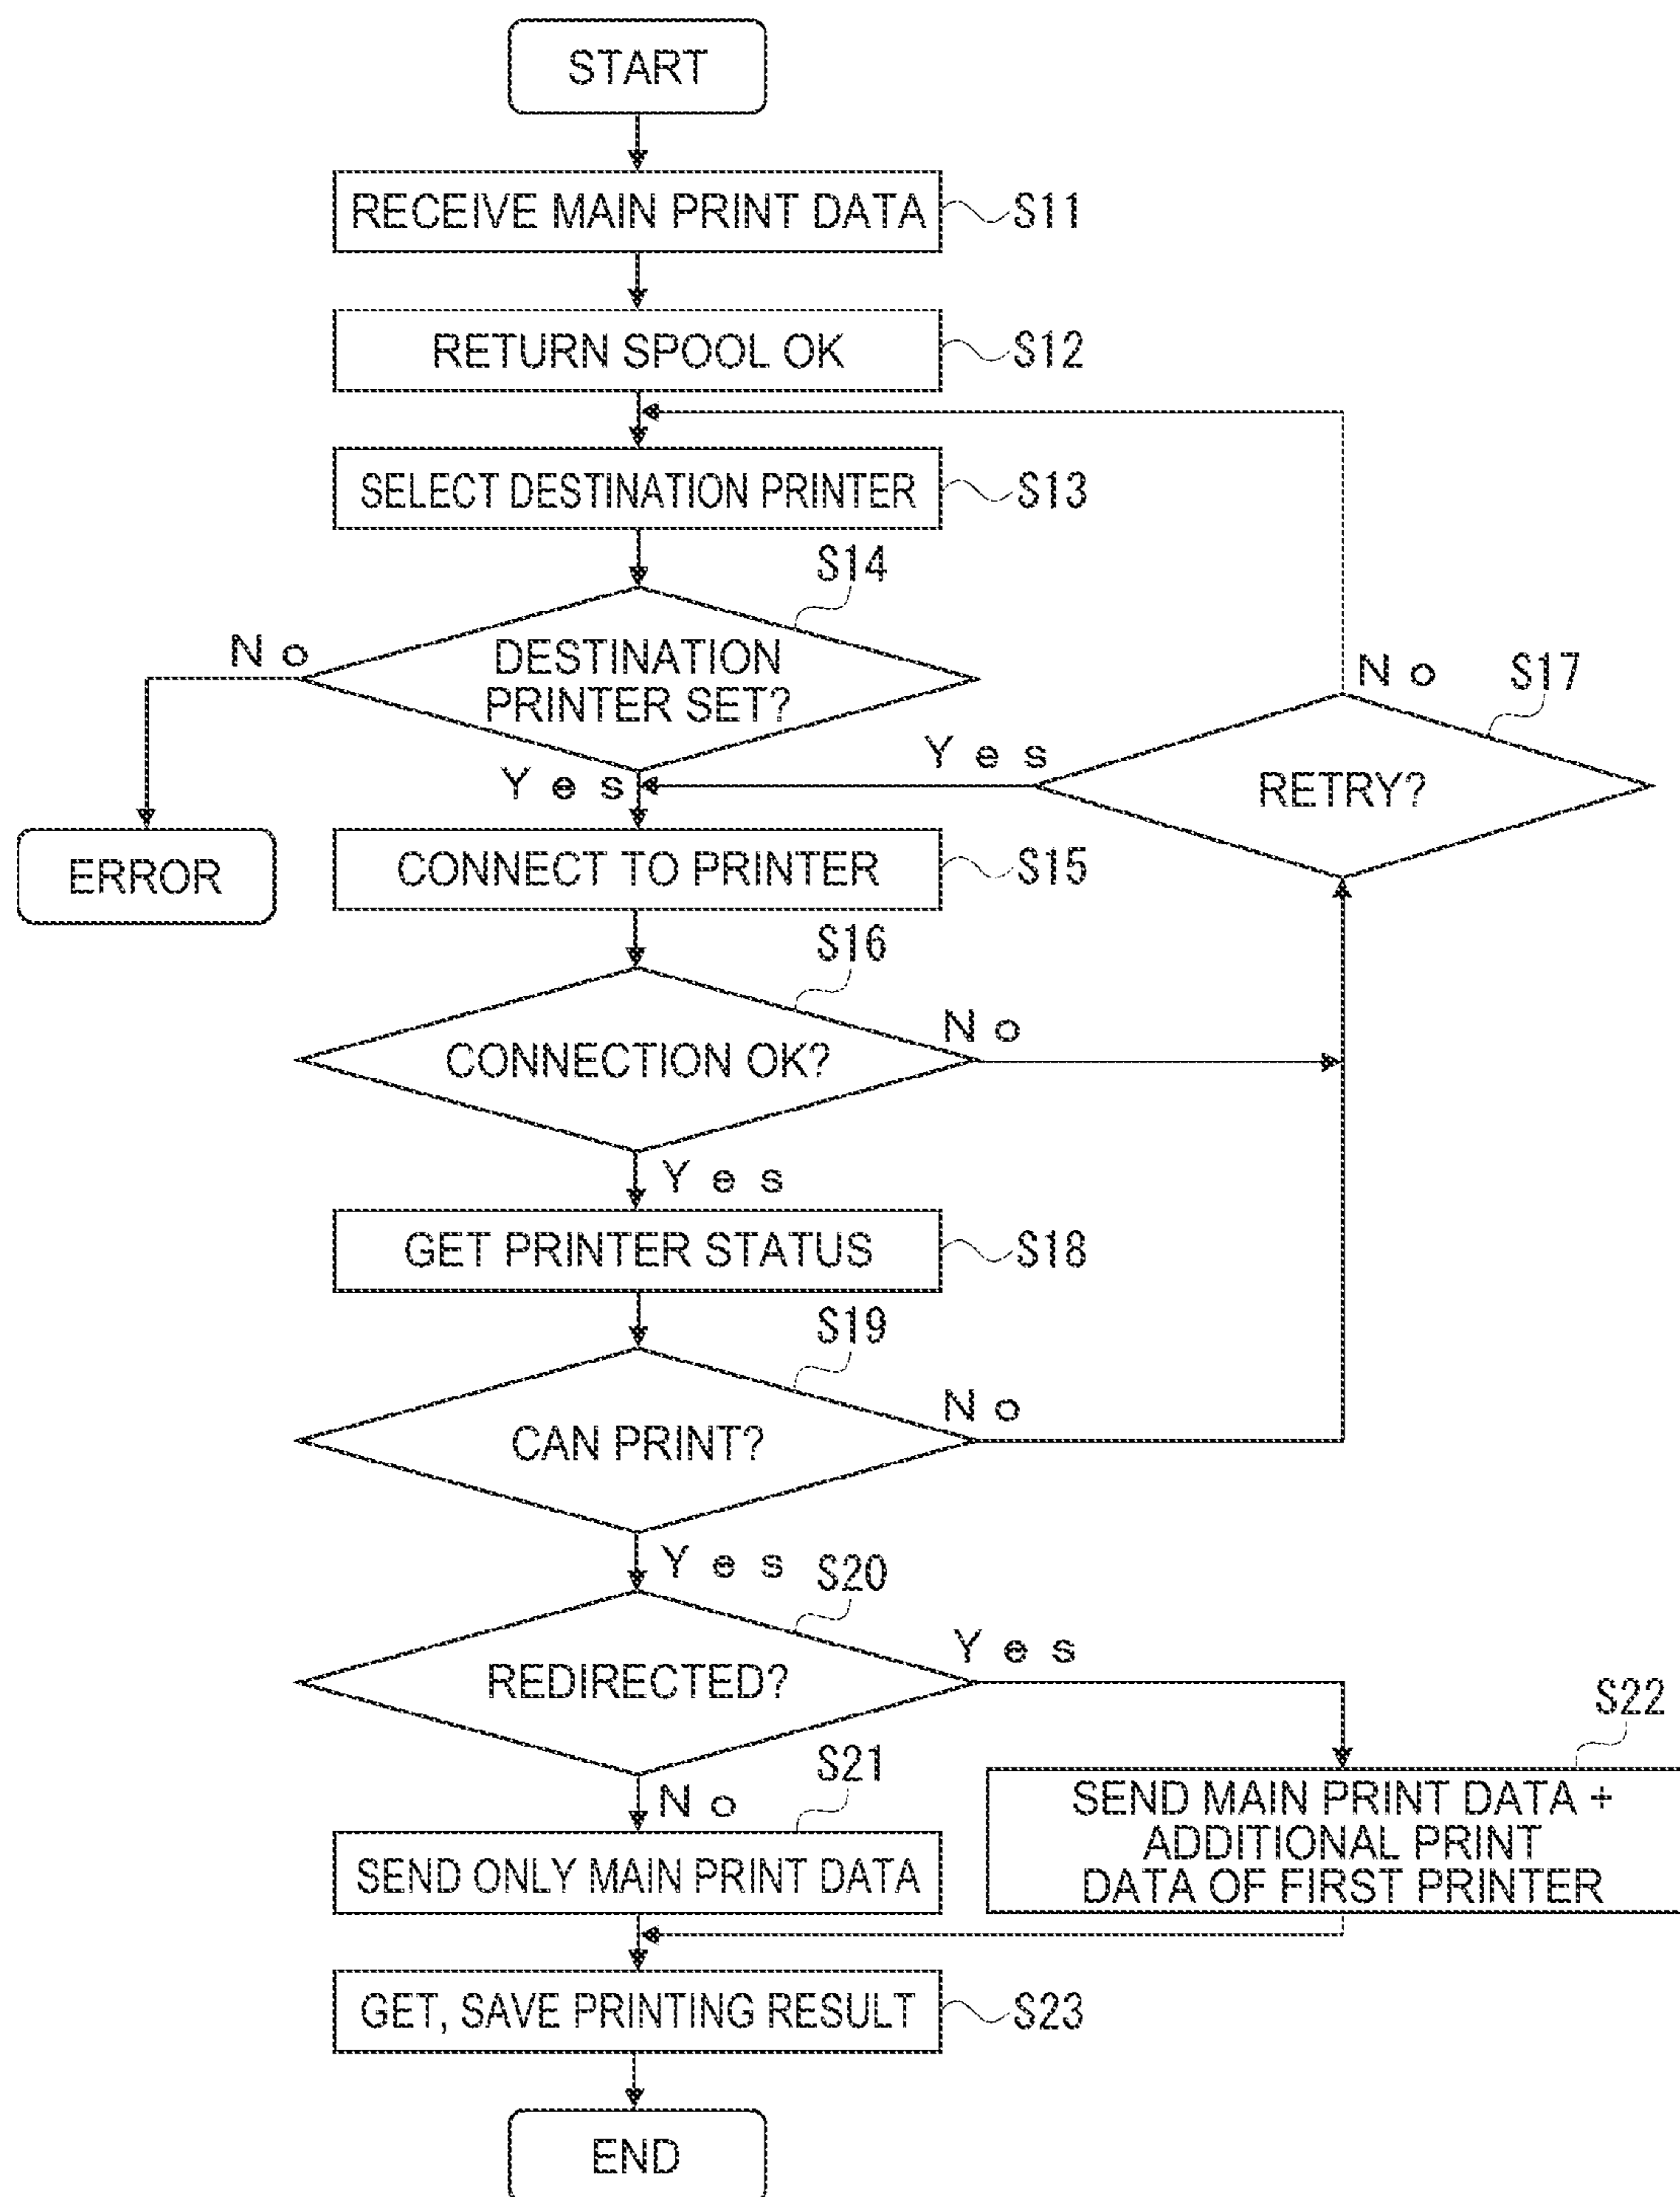 START
RECEIVE MAIN PRINT DATA
S11
RETURN SPOOL OK
S12
SELECT DESTINATION PRINTER
S13
S14
No
DESTINATION
PRINTER SET?
No
S17
Yes
Yes
RETRY?
ERROR
CONNECT TO PRINTER
S15
S16
No
CONNECTION OK?
Yes
GET PRINTER STATUS
S18
S19
No
CAN PRINT?
Yes
S20
Yes
REDIRECTED?
S22
S21
No
SEND MAIN PRINT DATA +
ADDITIONAL PRINT
DATA OF FIRST PRINTER
SEND ONLY MAIN PRINT DATA
GET, SAVE PRINTING RESULT
S23
END